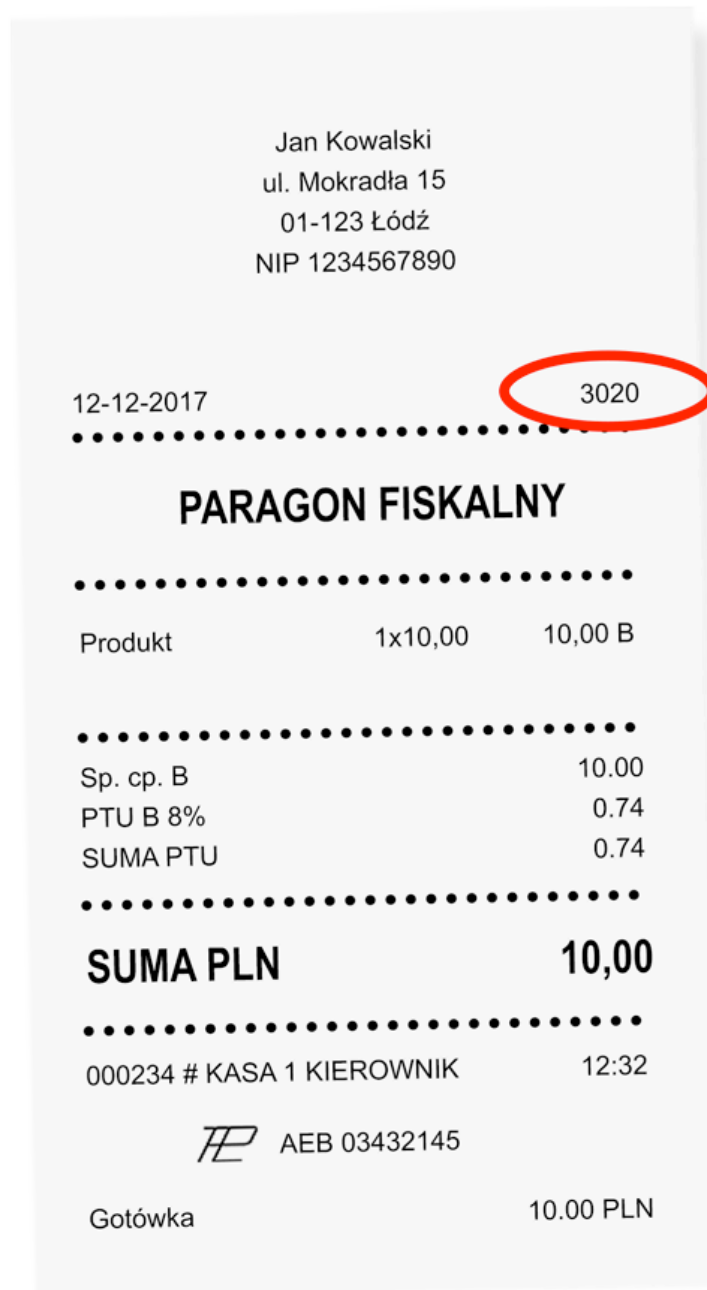 Jan Kowalski
ul. Mokradła 15
01-123 Łódź
NIP 1234567890
12-12-2017 3020
PARAGON FISKALNY
Produkt 1x10,00 10,00 B
Sp. cp. B 10.00
PTU B 8% 0.74
SUMA PTU 0.74
SUMA PLN 10,00
000234 # KASA 1 KIEROWNIK 12:32
AEB 03432145
Gotówka 10.00 PLN